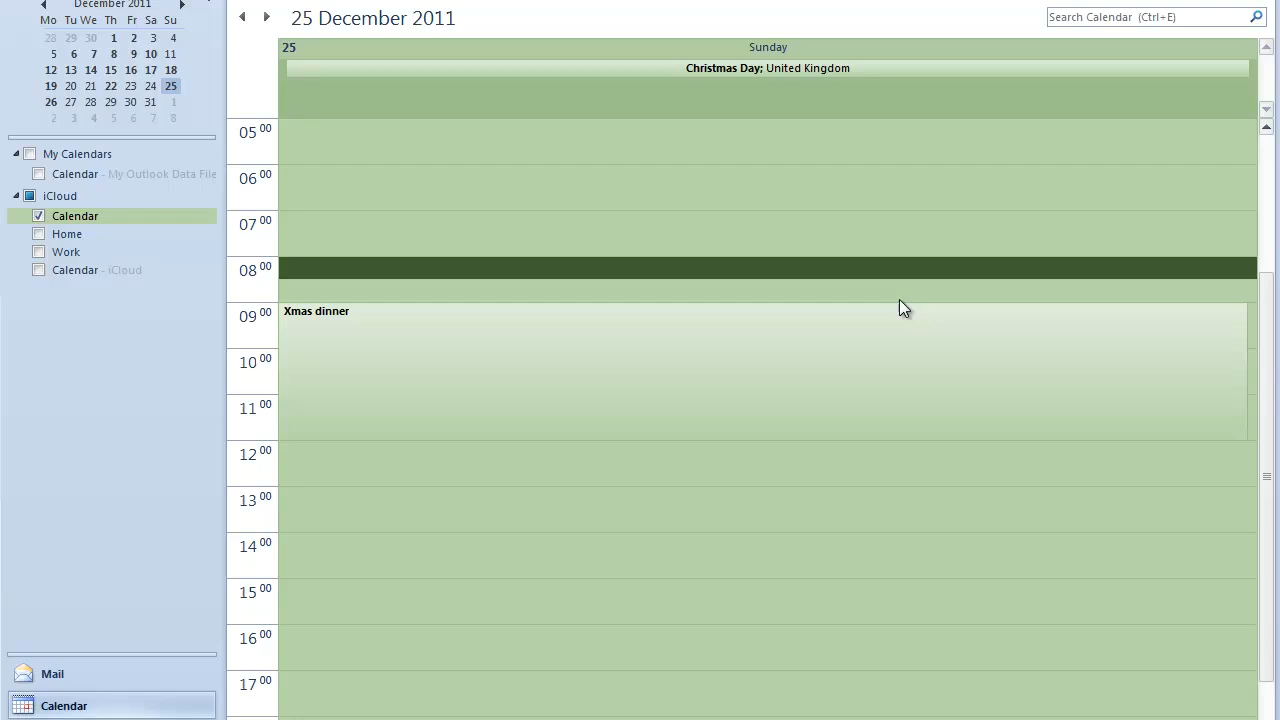 December 2011
Mo Tu We Th Fr Sa Su
28 29 30 1 2 3 4
5 6 7 8 9 10 11
12 13 14 15 16 17 18
19 20 21 22 23 24 25
26 27 28 29 30 31 1
2 3 4 5 6 7 8
My Calendars
Calendar - My Outlook Data File
iCloud
Calendar
Home
Work
Calendar - iCloud
Mail
Calendar
25 December 2011
Search Calendar (Ctrl+E)
25 Sunday
Christmas Day; United Kingdom
05 00
06 00
07 00
08 00
09 00 Xmas dinner
10 00
11 00
12 00
13 00
14 00
15 00
16 00
17 00